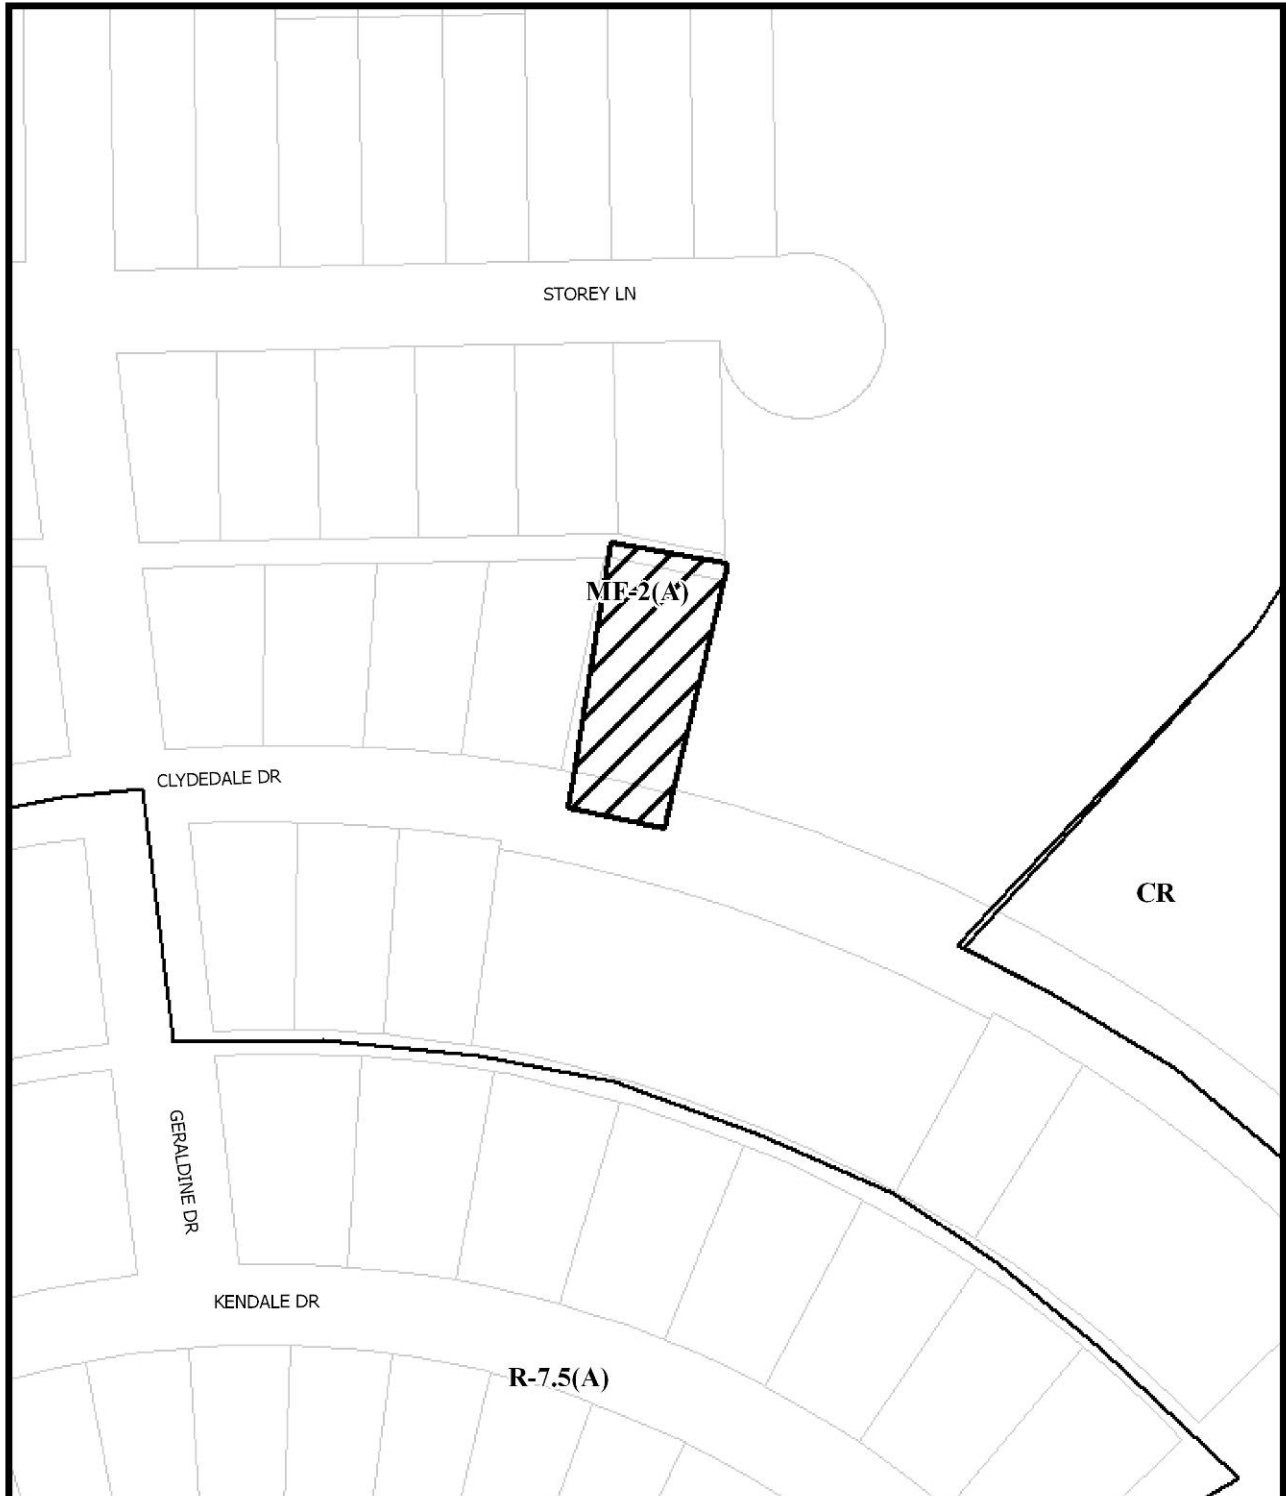 STOREY LN
MF-2(A)
CLYDEDALE DR
CR
GERALDINE DR
KENDALE DR
R-7.5(A)